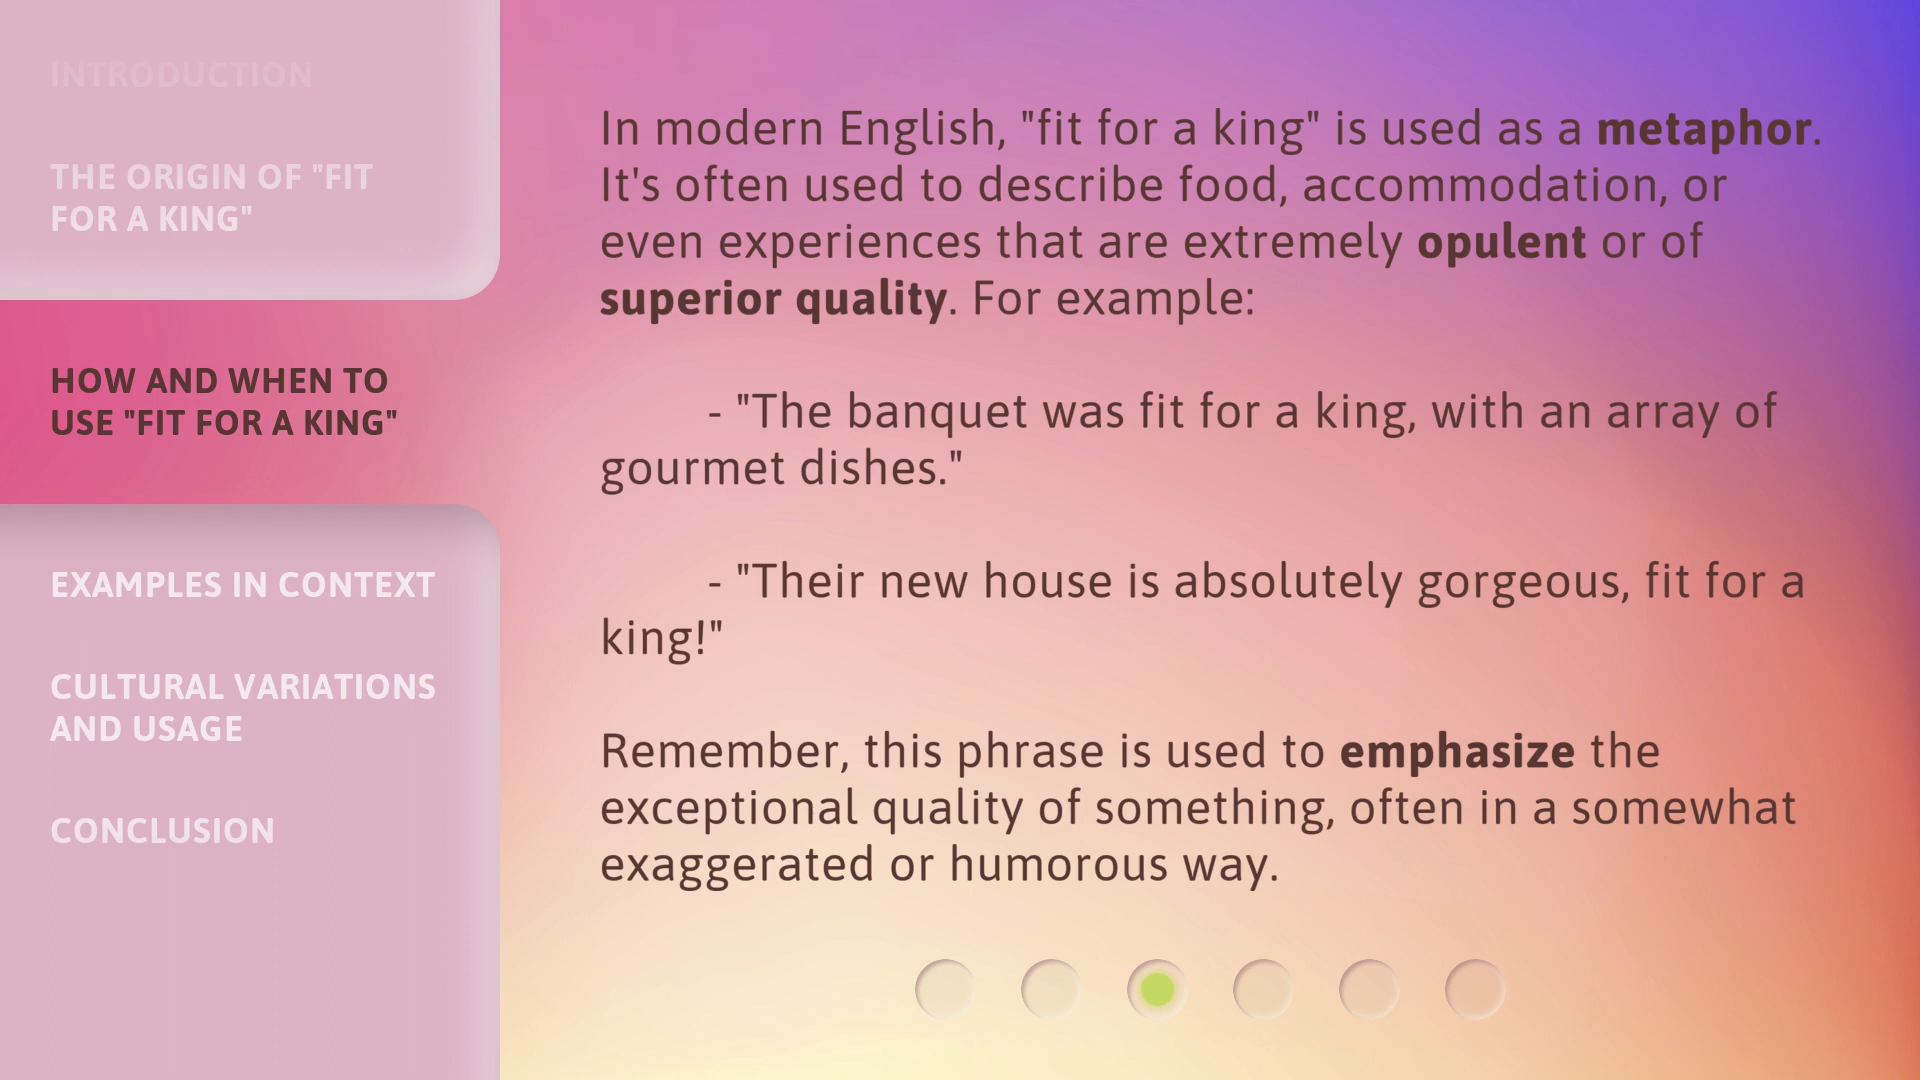 INTRODUCTION
THE ORIGIN OF "FIT
FOR A KING"
HOW AND WHEN TO
USE "FIT FOR A KING"
EXAMPLES IN CONTEXT
CULTURAL VARIATIONS
AND USAGE
CONCLUSION
In modern English, "fit for a king" is used as a metaphor.
It's often used to describe food, accommodation, or
even experiences that are extremely opulent or of
superior quality. For example:
- "The banquet was fit for a king, with an array of
gourmet dishes."
- "Their new house is absolutely gorgeous, fit for a
king!"
Remember, this phrase is used to emphasize the
exceptional quality of something, often in a somewhat
exaggerated or humorous way.